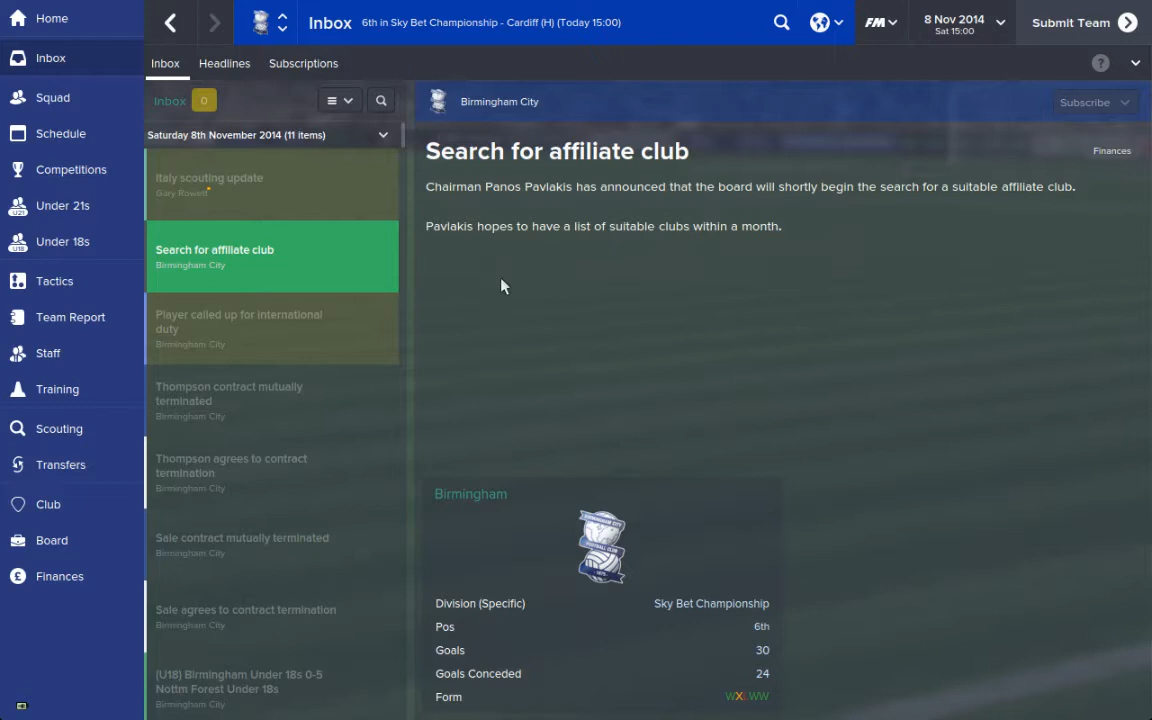 Home
Inbox
6th in Sky Bet Championship - Cardiff (H) (Today 15:00)
FM
8 Nov 2014
Sat 15:00
Submit Team
Inbox
Squad
Schedule
Competitions
Under 21s
Under 18s
Tactics
Team Report
Staff
Training
Scouting
Transfers
Club
Board
Finances
Inbox
Headlines
Subscriptions
?
Inbox 0
Saturday 8th November 2014 (11 items)
Italy scouting update
Gary Rowett
Search for affiliate club
Birmingham City
Player called up for international
duty
Birmingham City
Thompson contract mutually
terminated
Birmingham City
Thompson agrees to contract
termination
Birmingham City
Sale contract mutually terminated
Birmingham City
Sale agrees to contract termination
Birmingham City
(U18) Birmingham Under 18s 0-5
Nottm Forest Under 18s
Birmingham City
Birmingham City
Subscribe
Search for affiliate club
Finances
Chairman Panos Pavlakis has announced that the board will shortly begin the search for a suitable affiliate club.
Pavlakis hopes to have a list of suitable clubs within a month.
Birmingham
Division (Specific) Sky Bet Championship
Pos 6th
Goals 30
Goals Conceded 24
Form WXLWW